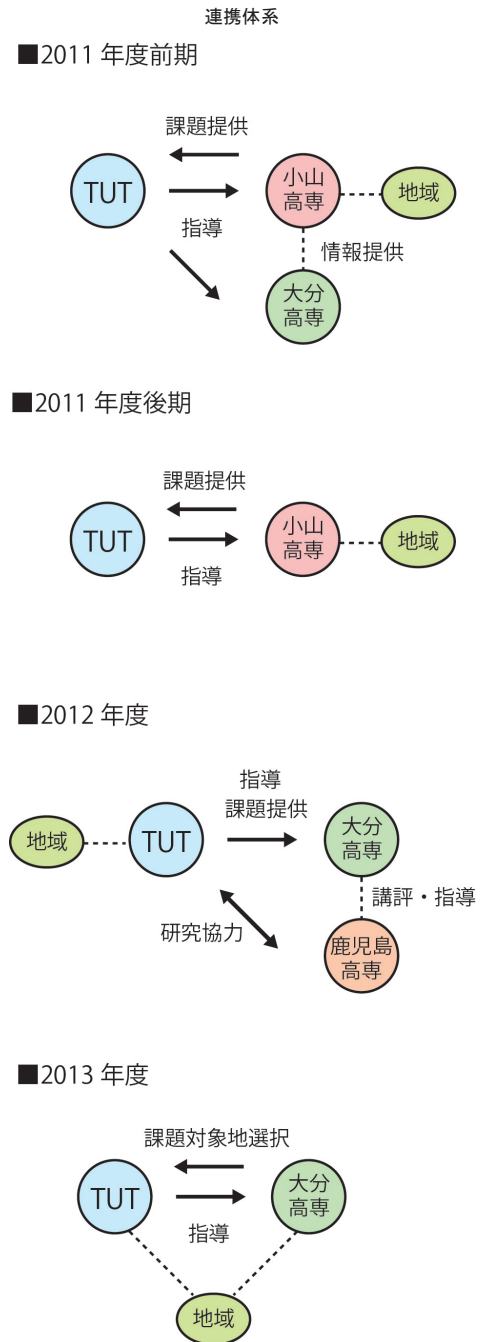 連携体系
■2011 年度前期
課題提供
TUT
小山
高専
地域
指導
情報提供
大分
高専
■2011 年度後期
課題提供
TUT
小山
高専
地域
指導
■2012 年度
指導
課題提供
地域
TUT
大分
高専
講評・指導
研究協力
鹿児島
高専
■2013 年度
課題対象地選択
TUT
大分
高専
指導
地域